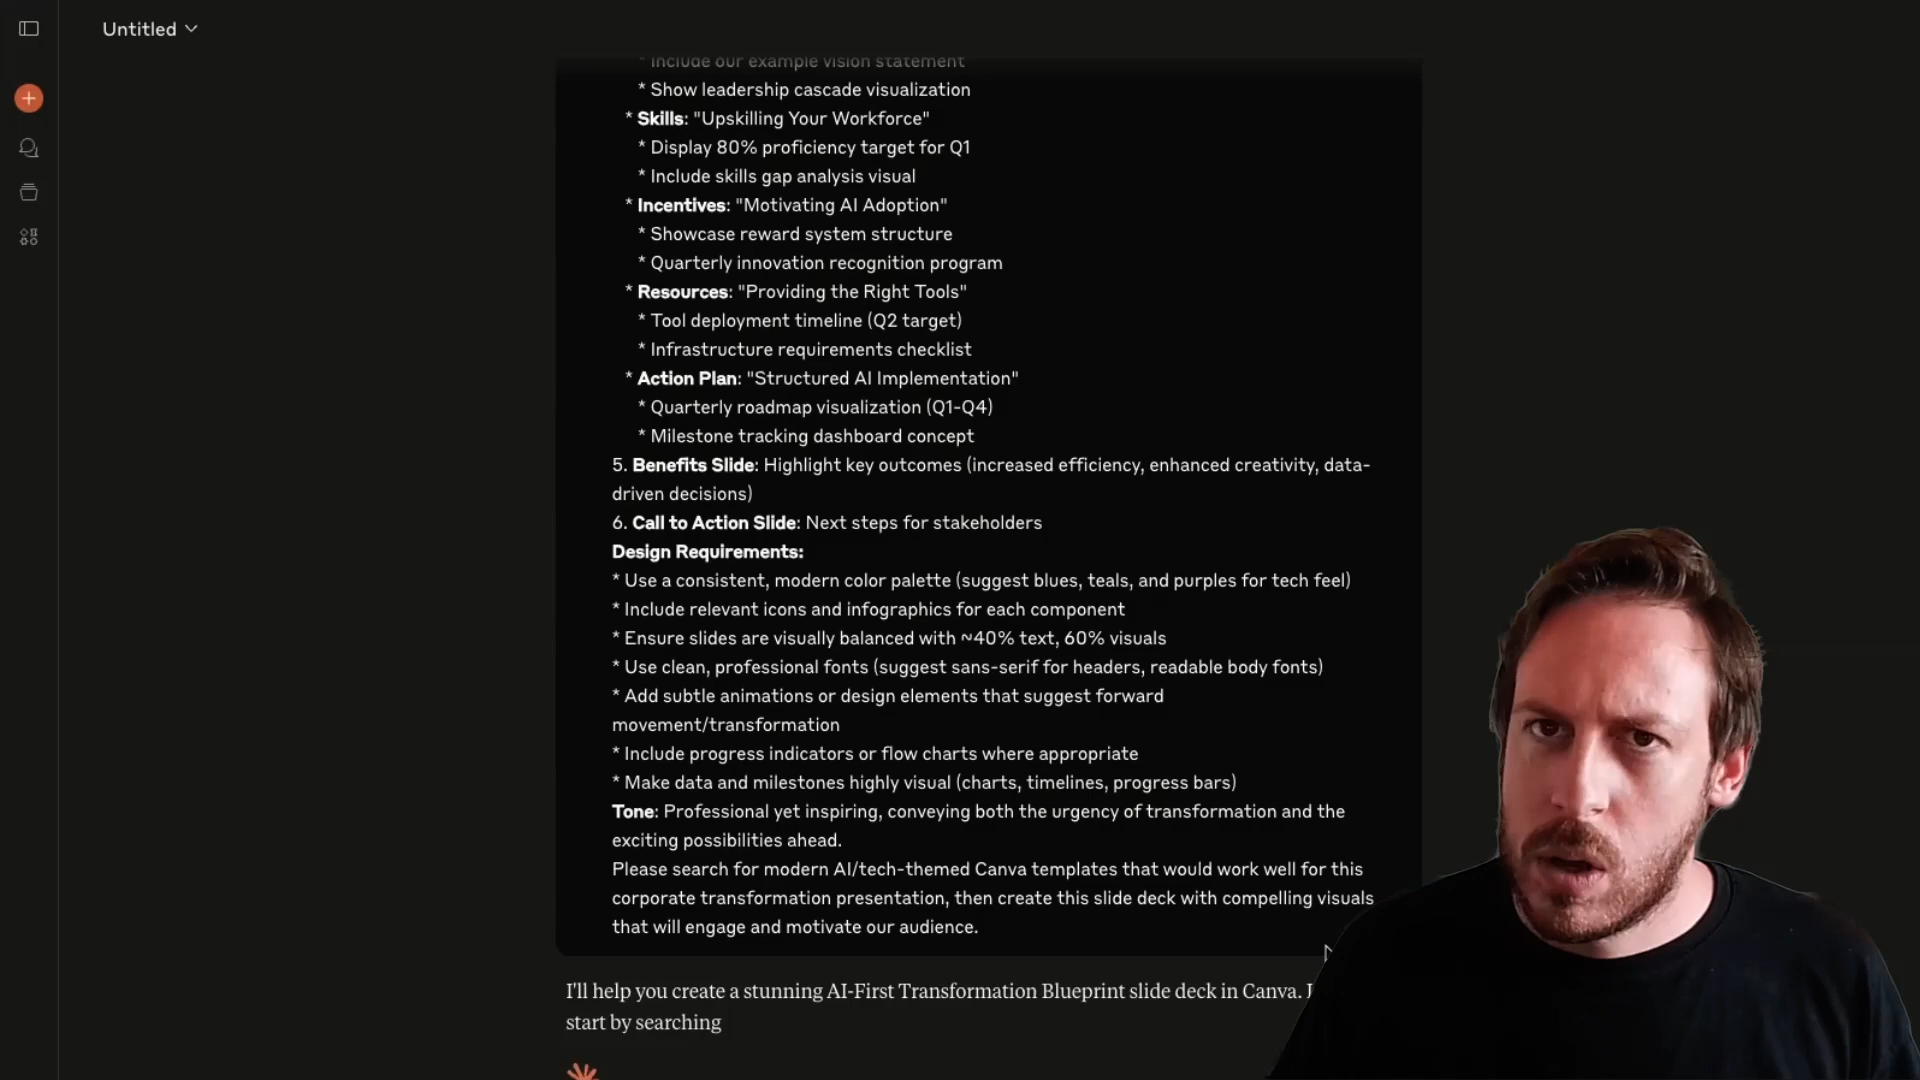 Untitled
* Include our example vision statement
* Show leadership cascade visualization
* Skills: "Upskilling Your Workforce"
* Display 80% proficiency target for Q1
* Include skills gap analysis visual
* Incentives: "Motivating AI Adoption"
* Showcase reward system structure
* Quarterly innovation recognition program
* Resources: "Providing the Right Tools"
* Tool deployment timeline (Q2 target)
* Infrastructure requirements checklist
* Action Plan: "Structured AI Implementation"
* Quarterly roadmap visualization (Q1-Q4)
* Milestone tracking dashboard concept
5. Benefits Slide: Highlight key outcomes (increased efficiency, enhanced creativity, data-
driven decisions)
6. Call to Action Slide: Next steps for stakeholders
Design Requirements:
* Use a consistent, modern color palette (suggest blues, teals, and purples for tech feel)
* Include relevant icons and infographics for each component
* Ensure slides are visually balanced with ~40% text, 60% visuals
* Use clean, professional fonts (suggest sans-serif for headers, readable body fonts)
* Add subtle animations or design elements that suggest forward
movement/transformation
* Include progress indicators or flow charts where appropriate
* Make data and milestones highly visual (charts, timelines, progress bars)
Tone: Professional yet inspiring, conveying both the urgency of transformation and the
exciting possibilities ahead.
Please search for modern AI/tech-themed Canva templates that would work well for this
corporate transformation presentation, then create this slide deck with compelling visuals
that will engage and motivate our audience.
I'll help you create a stunning AI-First Transformation Blueprint slide deck in Canva.
start by searching